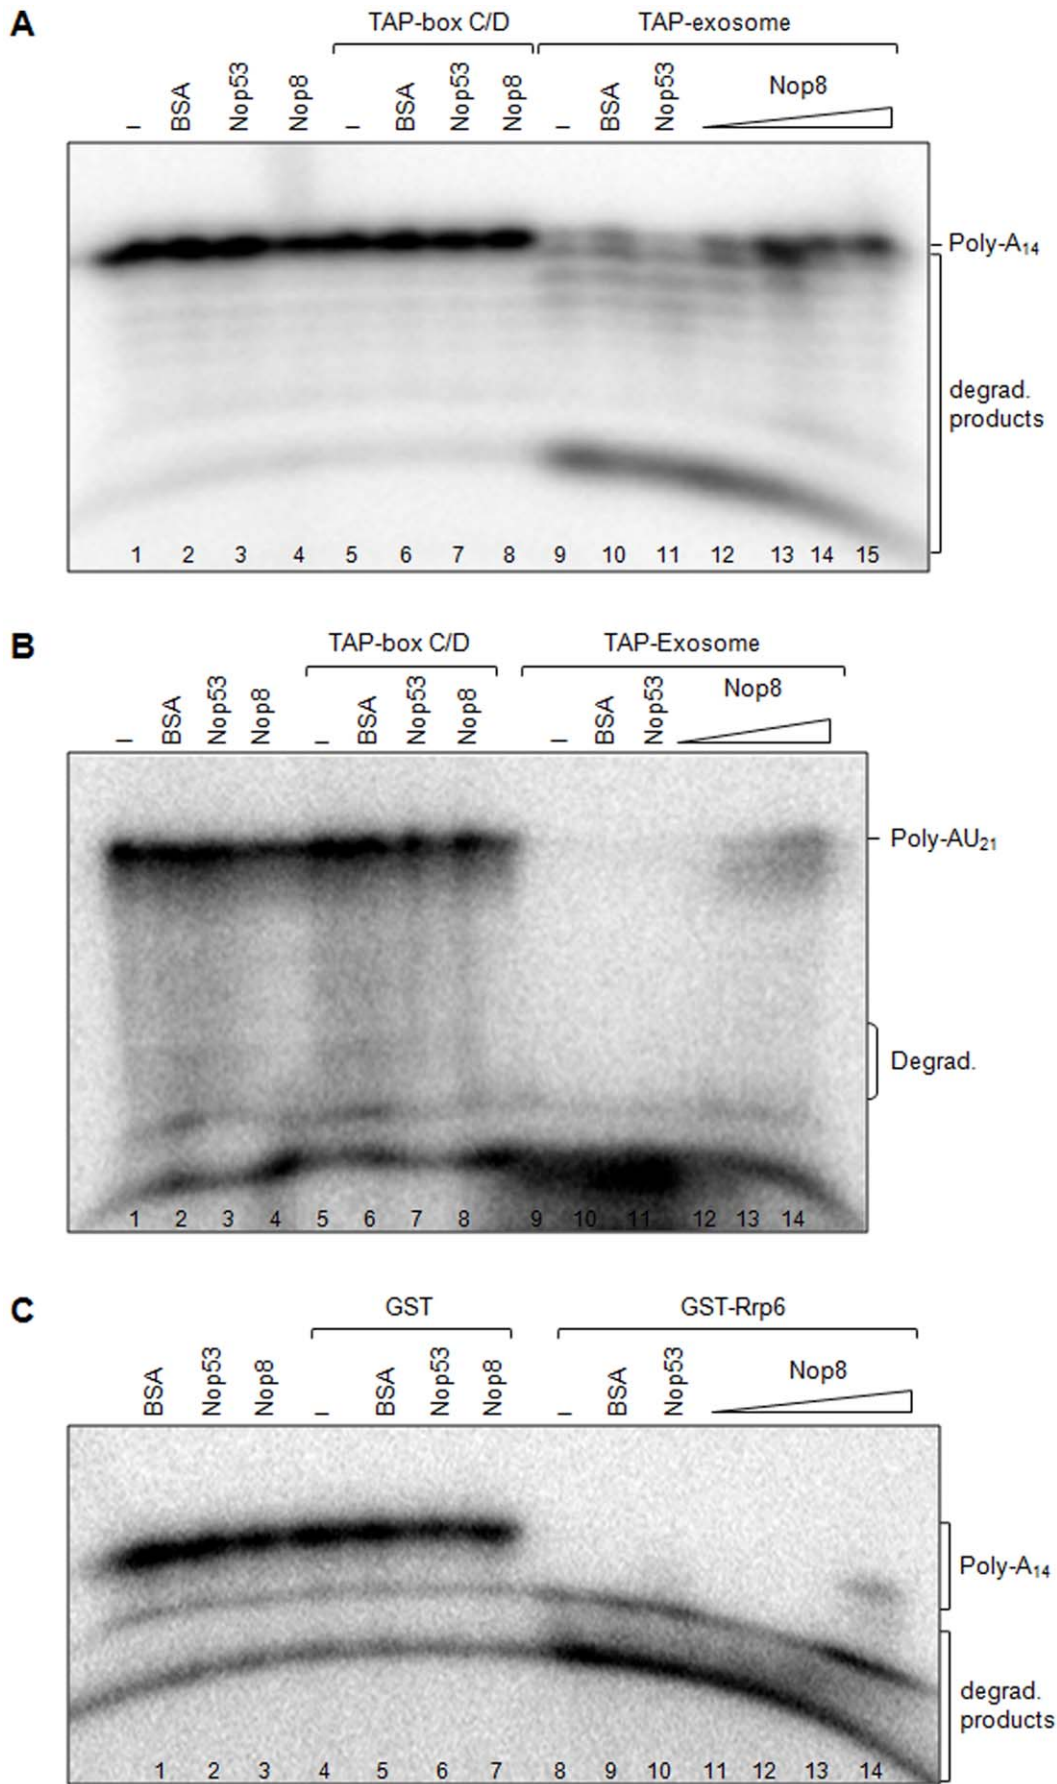 A
TAP-box C/D TAP-exosome
– BSA Nop53 Nop8 – BSA Nop53 Nop8 – BSA Nop53 Nop8
Poly-A14
degrad.
products
1 2 3 4 5 6 7 8 9 10 11 12 13 14 15
B
TAP-box C/D TAP-Exosome
– BSA Nop53 Nop8 – BSA Nop53 Nop8 – BSA Nop53 Nop8
Poly-AU21
Degrad.
1 2 3 4 5 6 7 8 9 10 11 12 13 14
C
GST GST-Rrp6
BSA Nop53 Nop8 – BSA Nop53 Nop8 – BSA Nop53 Nop8
Poly-A14
degrad.
products
1 2 3 4 5 6 7 8 9 10 11 12 13 14